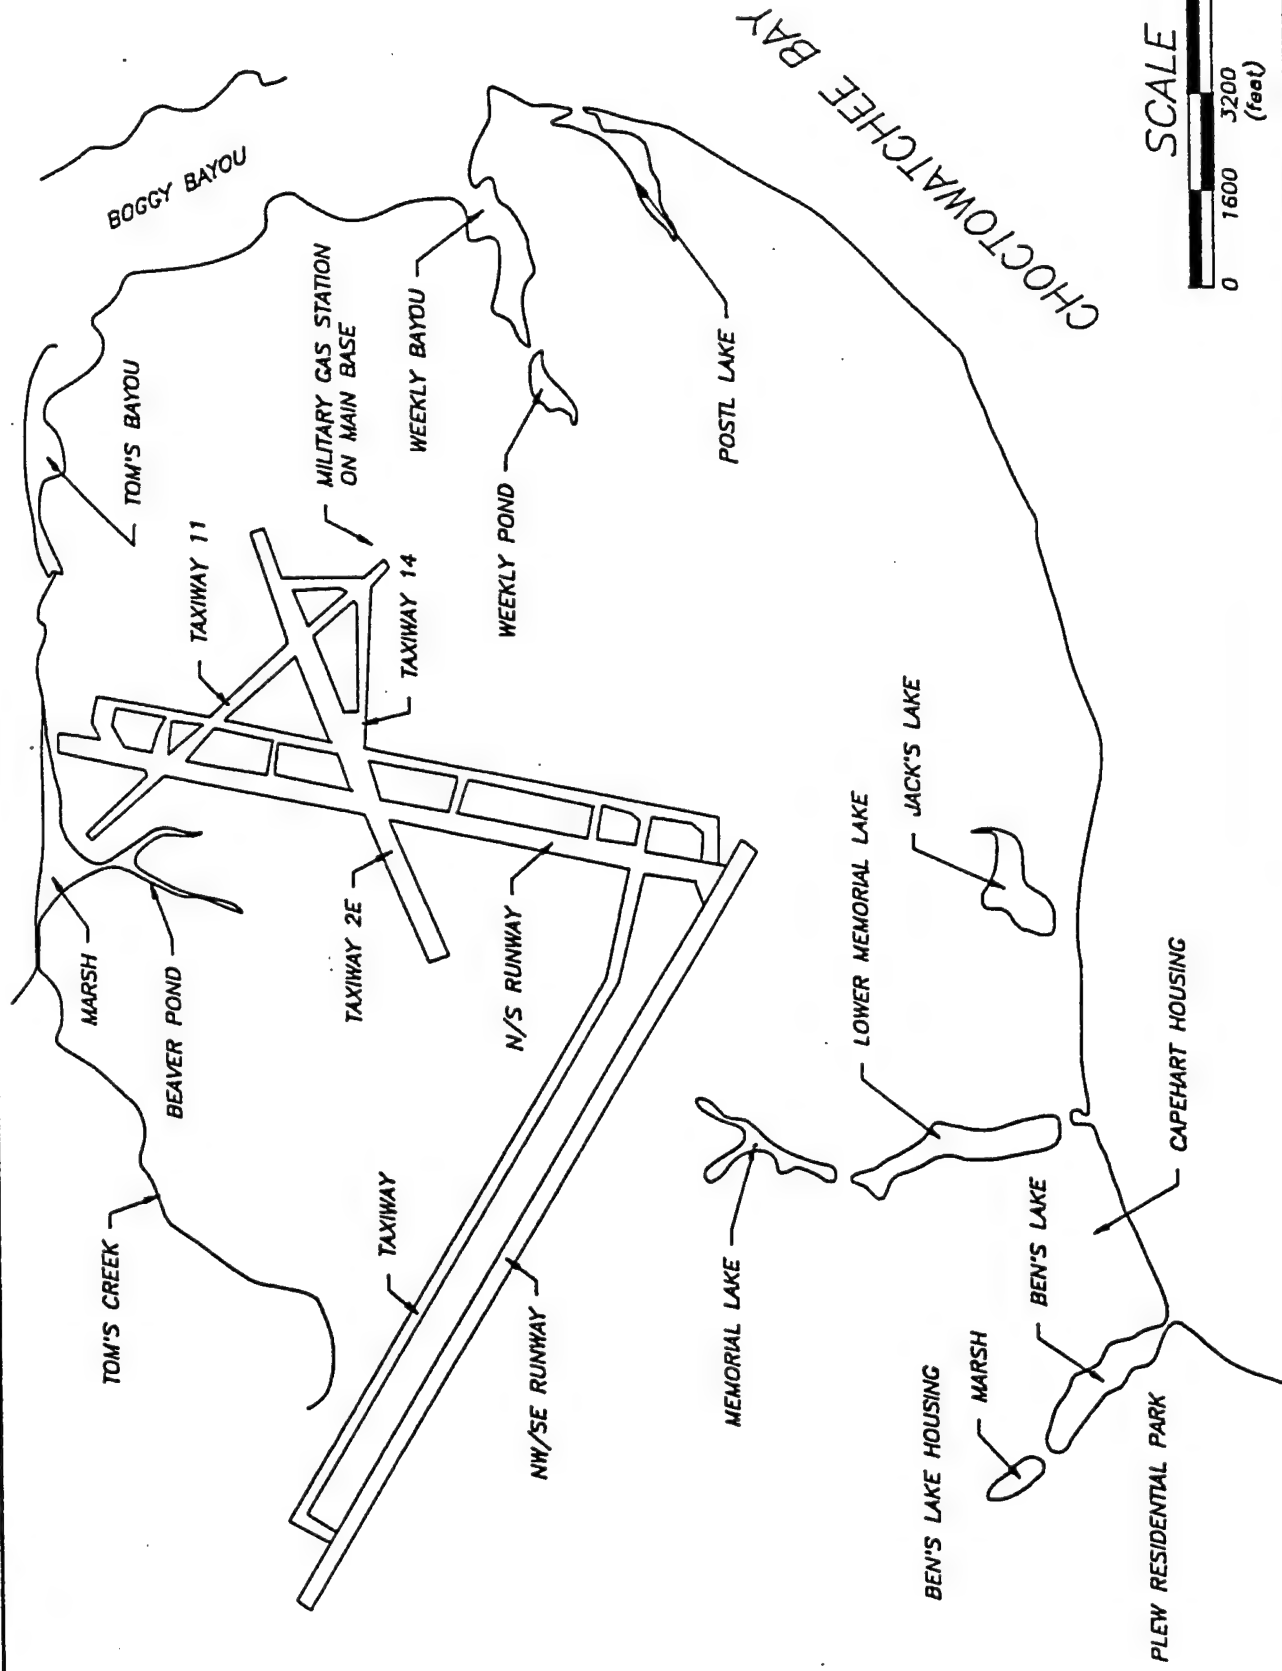 BOGGY BAYOU
TOM'S BAYOU
MILITARY GAS STATION
ON MAIN BASE
WEEKLY BAYOU
CHOCTOWATCHEE BAY
SCALE
0 1600 3200
(feet)
POSTL LAKE
WEEKLY POND
TAXIWAY 11
TAXIWAY 14
MARSH
BEAVER POND
TAXIWAY 2E
N/S RUNWAY
JACK'S LAKE
LOWER MEMORIAL LAKE
CAPEHART HOUSING
TOM'S CREEK
TAXIWAY
NW/SE RUNWAY
MEMORIAL LAKE
BEN'S LAKE
MARSH
BEN'S LAKE HOUSING
PLEW RESIDENTIAL PARK